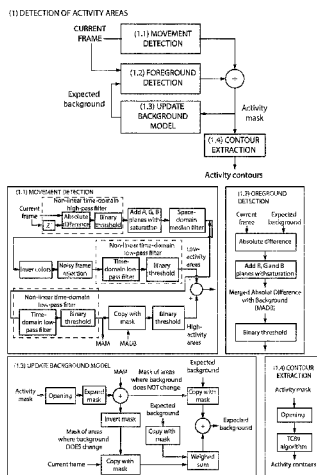 (1) DETECTION OF ACTIVITY AREAS
CURRENT
FRAME
(1.1) MOVEMENT
DETECTION
(1.2) FOREGROUND
DETECTION
+
Expected
background
(1.3) UPDATE
BACKGROUND
MODEL
Activity
mask
(1.4) CONTOUR
EXTRACTION
Activity contours
(1.1) MOVEMENT DETECTION
Non-linear time-domain
high-pass filter
Current
frame
Absolute
difference
Binary
threshold
Add R, G, B
planes with
saturation
Space-
domain
median filter
Non-linear time-domain
low-pass filter
Low-
activity
areas
Invert colors
Noisy frame
rejection
Time-
domain low-
pass filter
Binary
threshold
+
Non-linear time-domain
low-pass filter
Time-
domain low-
pass filter
Binary
threshold
Copy with
mask
Binary
threshold
High-
activity
areas
MAM
MADB
(1.2) FOREGROUND
DETECTION
Current
frame
Expected
background
Absolute difference
Add R, G and B
planes with saturation
Merged Absolut Difference
with Background
(MADB)
Binary threshold
(1.3) UPDATE BACKGROUND MODEL
MAM
Mask of areas
where background
does NOT change
Expected
background
Activity
mask
Opening
Expand
mask
+
Copy with
mask
Invert mask
Expected
background
Expected
background
Mask of areas
where background
DOES change
Copy with
mask
+
Current frame
Copy with
mask
Weighted
sum
(1.4) CONTOUR
EXTRACTION
Activity mask
Opening
TC89
algorithm
Activity contours